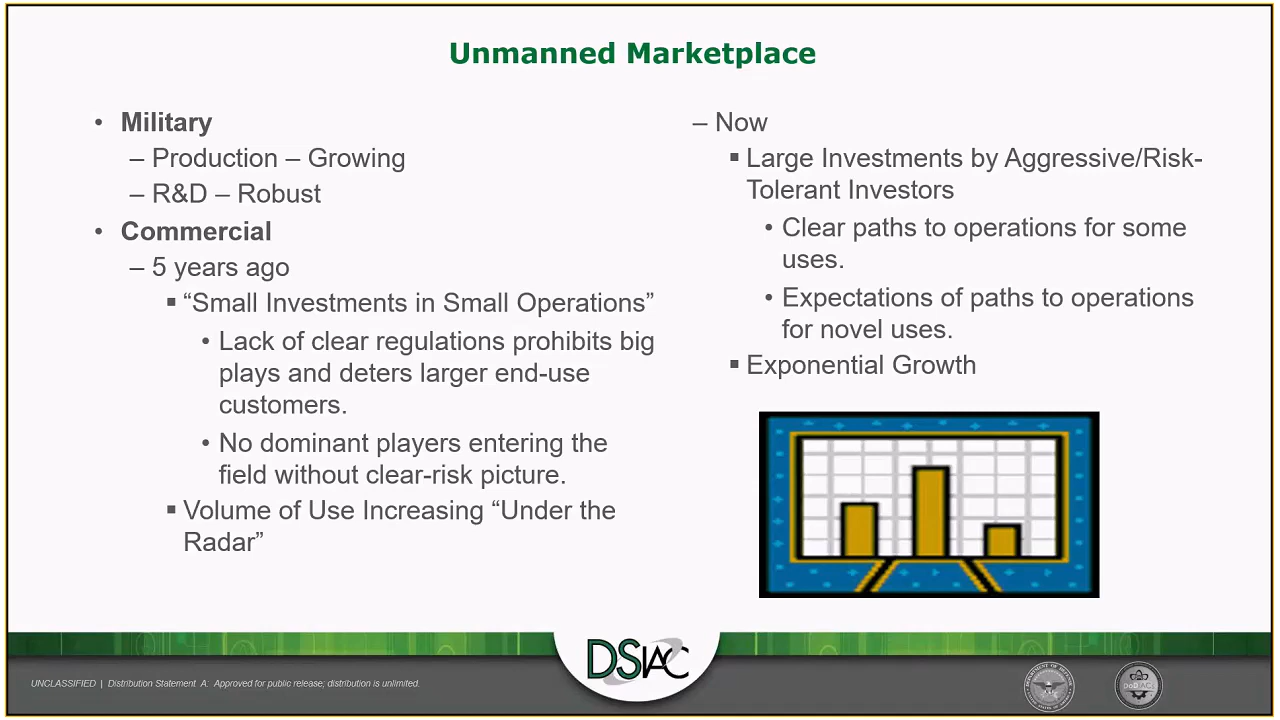 Unmanned Marketplace
• Military
– Production – Growing
– R&D – Robust
• Commercial
– 5 years ago
▪ “Small Investments in Small Operations”
• Lack of clear regulations prohibits big
plays and deters larger end-use
customers.
• No dominant players entering the
field without clear-risk picture.
▪ Volume of Use Increasing “Under the
Radar”
– Now
▪ Large Investments by Aggressive/Risk-
Tolerant Investors
• Clear paths to operations for some
uses.
• Expectations of paths to operations
for novel uses.
▪ Exponential Growth
DSIAC
UNCLASSIFIED | Distribution Statement A: Approved for public release; distribution is unlimited.